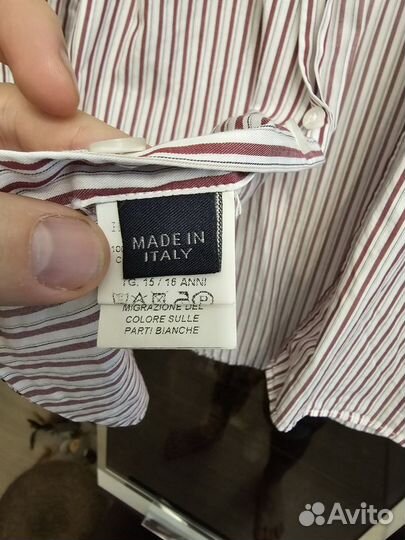 MADE IN
ITALY
TG. 15 / 16 ANNI
MIGRAZIONE DEL
COLORE SULLE
PARTI BIANCHE
Avito